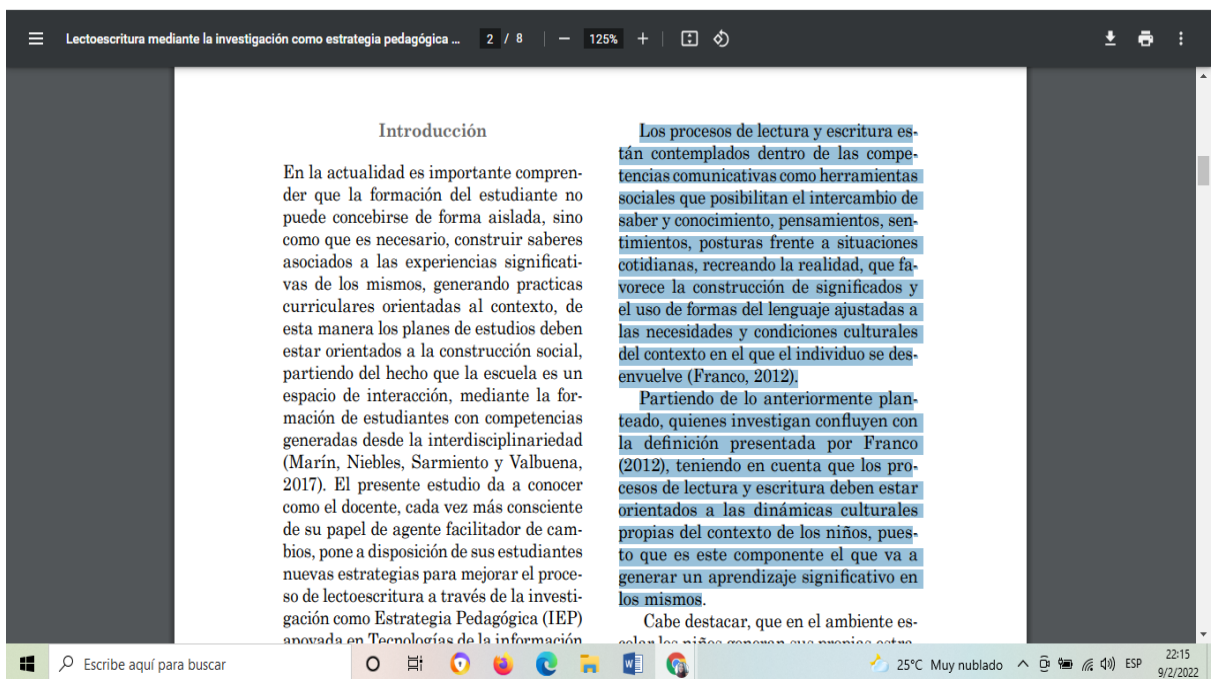 Lectoescritura mediante la investigación como estrategia pedagógica ...
2 / 8
125%
Introducción
En la actualidad es importante compren-
der que la formación del estudiante no
puede concebirse de forma aislada, sino
como que es necesario, construir saberes
asociados a las experiencias significati-
vas de los mismos, generando practicas
curriculares orientadas al contexto, de
esta manera los planes de estudios deben
estar orientados a la construcción social,
partiendo del hecho que la escuela es un
espacio de interacción, mediante la for-
mación de estudiantes con competencias
generadas desde la interdisciplinariedad
(Marín, Niebles, Sarmiento y Valbuena,
2017). El presente estudio da a conocer
como el docente, cada vez más consciente
de su papel de agente facilitador de cam-
bios, pone a disposición de sus estudiantes
nuevas estrategias para mejorar el proce-
so de lectoescritura a través de la investi-
gación como Estrategia Pedagógica (IEP)
apoyada en Tecnologías de la información
Los procesos de lectura y escritura es-
tán contemplados dentro de las compe-
tencias comunicativas como herramientas
sociales que posibilitan el intercambio de
saber y conocimiento, pensamientos, sen-
timientos, posturas frente a situaciones
cotidianas, recreando la realidad, que fa-
vorece la construcción de significados y
el uso de formas del lenguaje ajustadas a
las necesidades y condiciones culturales
del contexto en el que el individuo se des-
envuelve (Franco, 2012).
Partiendo de lo anteriormente plan-
teado, quienes investigan confluyen con
la definición presentada por Franco
(2012), teniendo en cuenta que los pro-
cesos de lectura y escritura deben estar
orientados a las dinámicas culturales
propias del contexto de los niños, pues-
to que es este componente el que va a
generar un aprendizaje significativo en
los mismos.
Cabe destacar, que en el ambiente es-
colar los niños generan sus propias estra-
Escribe aquí para buscar
25°C Muy nublado
ESP
22:15
9/2/2022